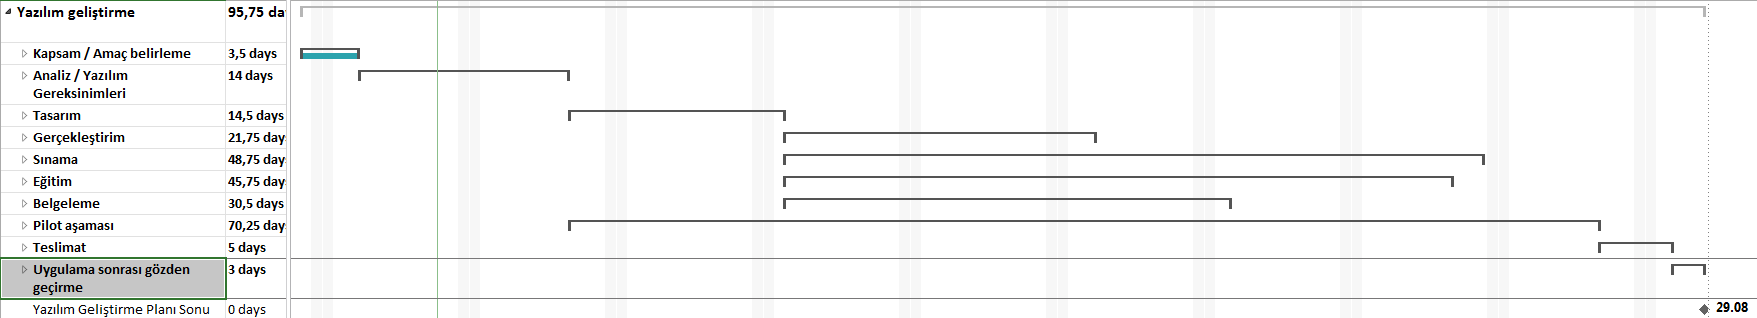 Yazılım geliştirme 95,75 da
Kapsam / Amaç belirleme 3,5 days
Analiz / Yazılım 14 days
Gereksinimleri
Tasarım 14,5 days
Gerçekleştirim 21,75 day
Sınama 48,75 day
Eğitim 45,75 day
Belgeleme 30,5 days
Pilot aşaması 70,25 day
Teslimat 5 days
Uygulama sonrası gözden 3 days
geçirme
Yazılım Geliştirme Planı Sonu 0 days 29.08